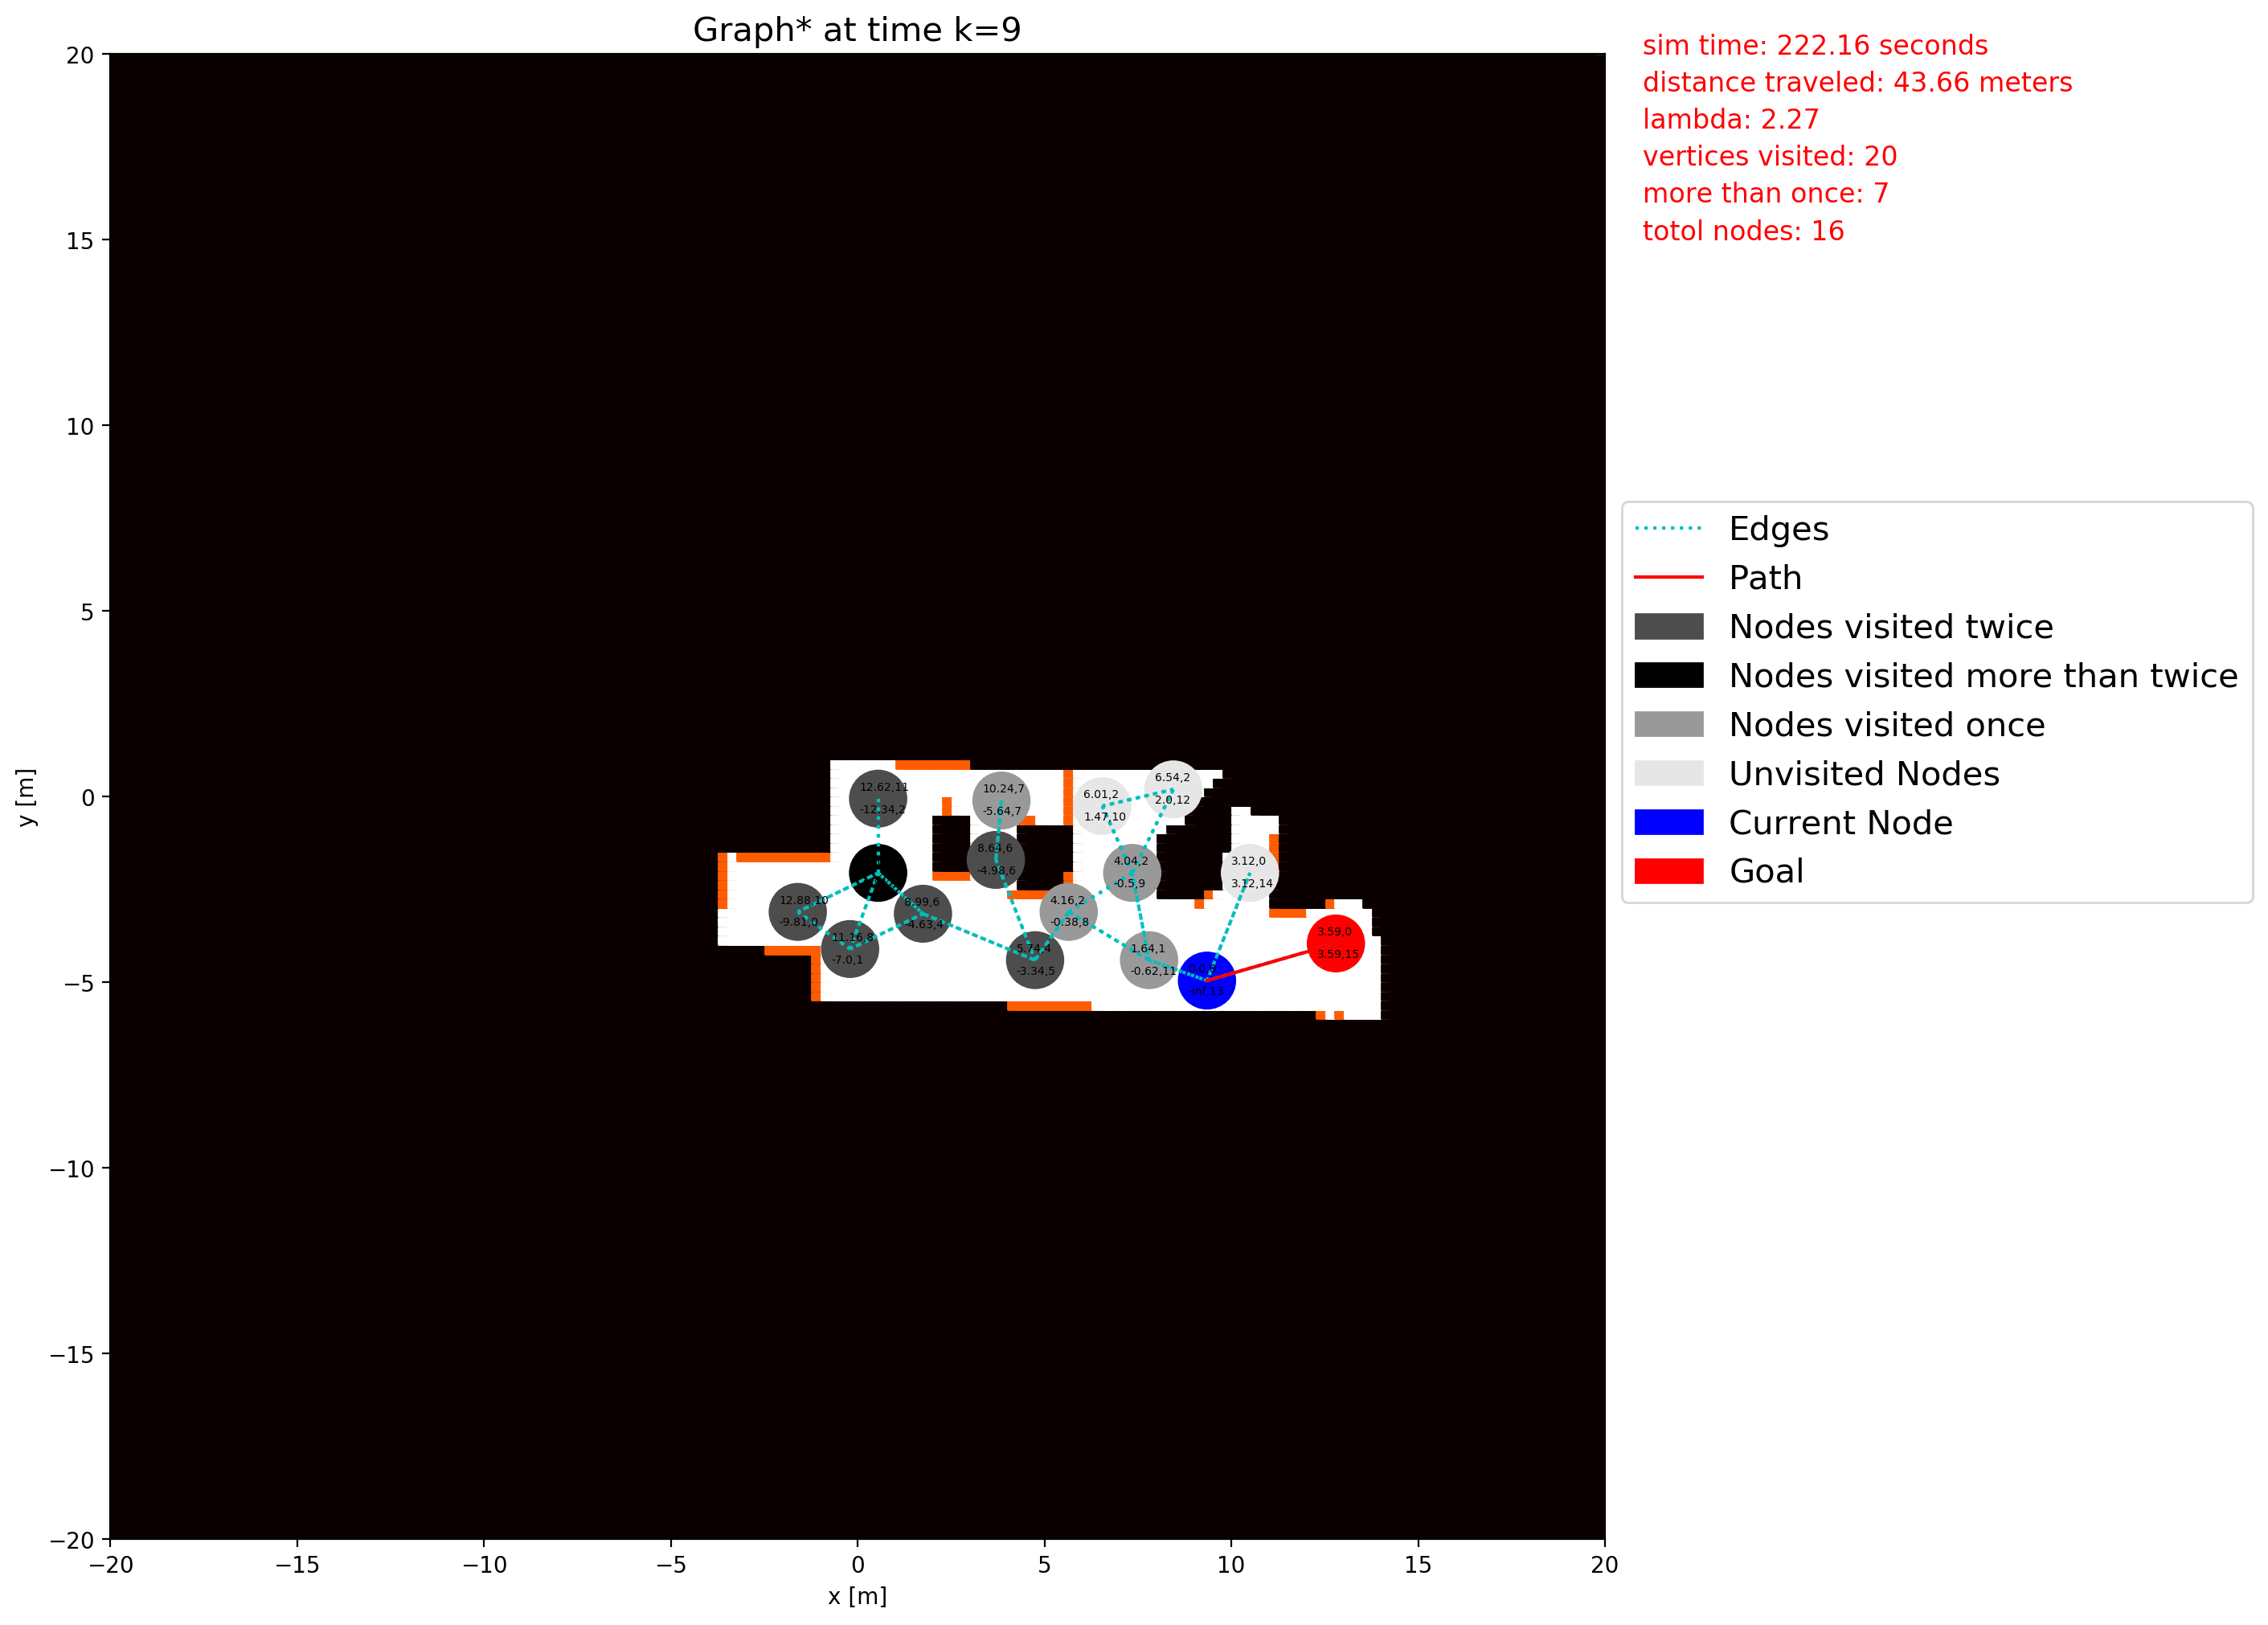 Graph* at time k=9
sim time: 222.16 seconds
distance traveled: 43.66 meters
lambda: 2.27
vertices visited: 20
more than once: 7
totol nodes: 16
Edges
Path
Nodes visited twice
Nodes visited more than twice
Nodes visited once
Unvisited Nodes
Current Node
Goal
20
15
10
5
0
−5
−10
−15
−20
y [m]
−20
−15
−10
−5
0
5
10
15
20
x [m]
12.62,11
-12.34,2
10.24,7
-5.64,7
6.01,2
1.47,10
6.54,2
2.0,12
8.64,6
-4.98,6
4.04,2
-0.5,9
3.12,0
3.12,14
12.88,10
-9.81,0
8.99,6
-4.63,4
4.16,2
-0.38,8
11.16,8
-7.0,1
5.74,4
-3.34,5
1.64,1
-0.62,11
3.59,0
3.59,15
-inf,13